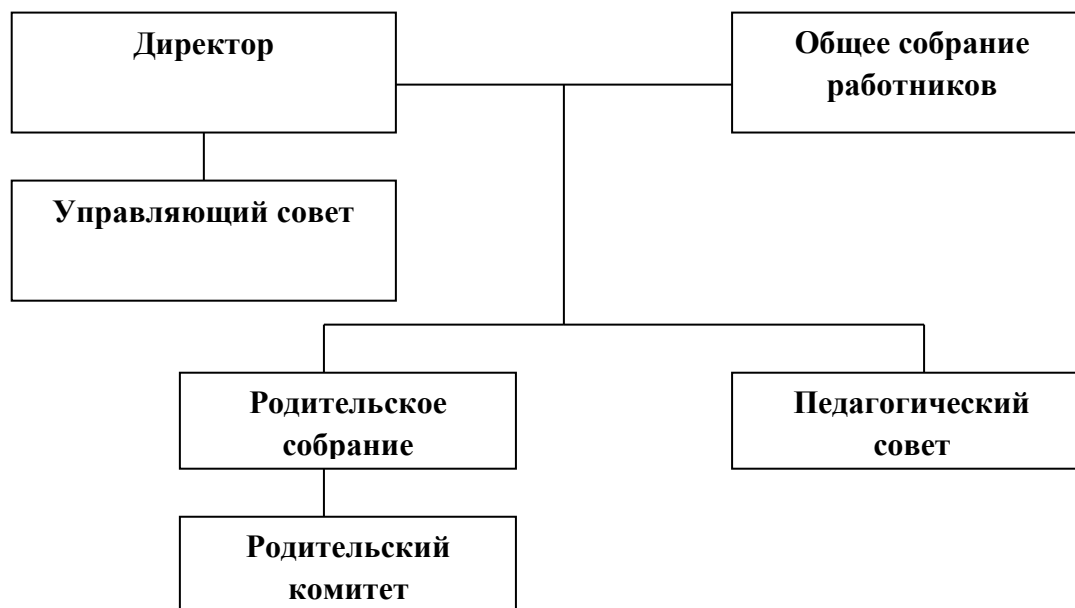 Директор
Общее собрание
работников
Управляющий совет
Родительское
собрание
Педагогический
совет
Родительский
комитет